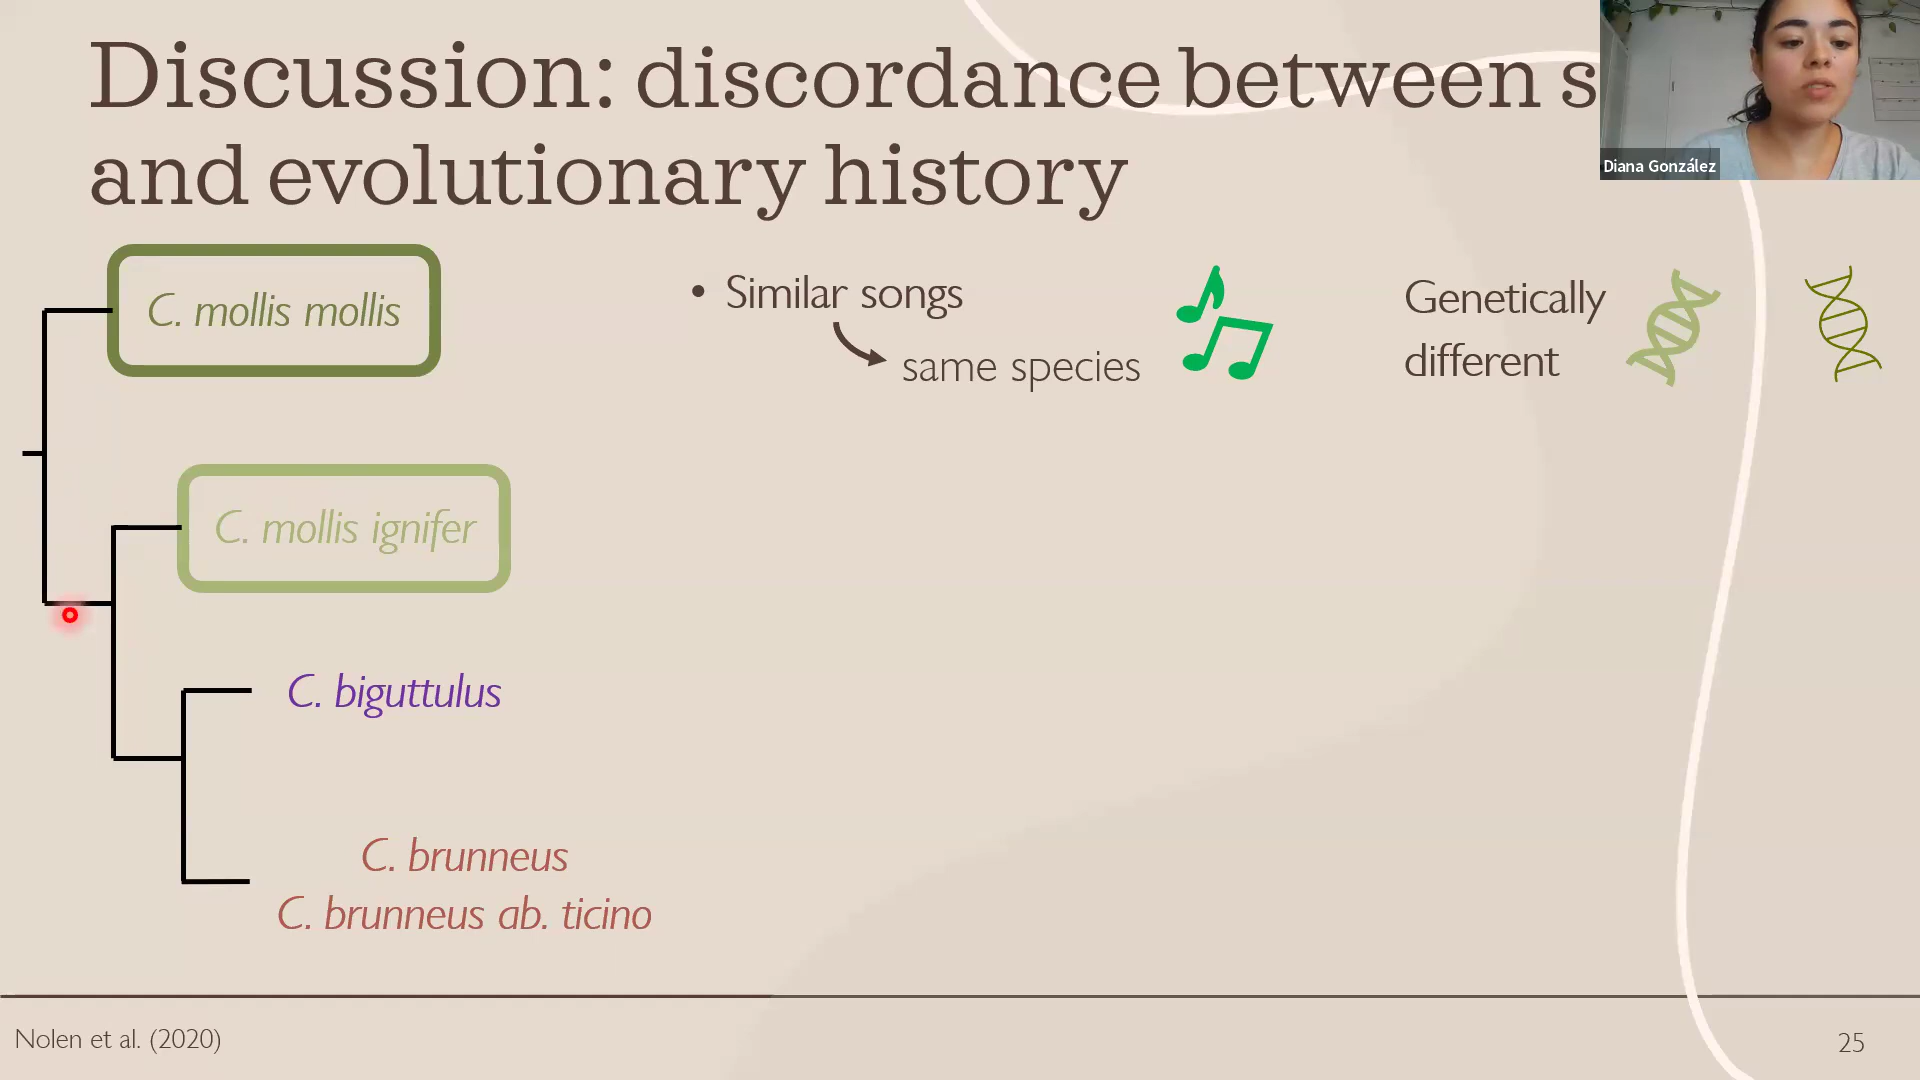 Discussion: discordance between s
and evolutionary history
Diana González
C. mollis mollis
• Similar songs
same species
Genetically
different
C. mollis ignifer
C. biguttulus
C. brunneus
C. brunneus ab. ticino
Nolen et al. (2020)
25